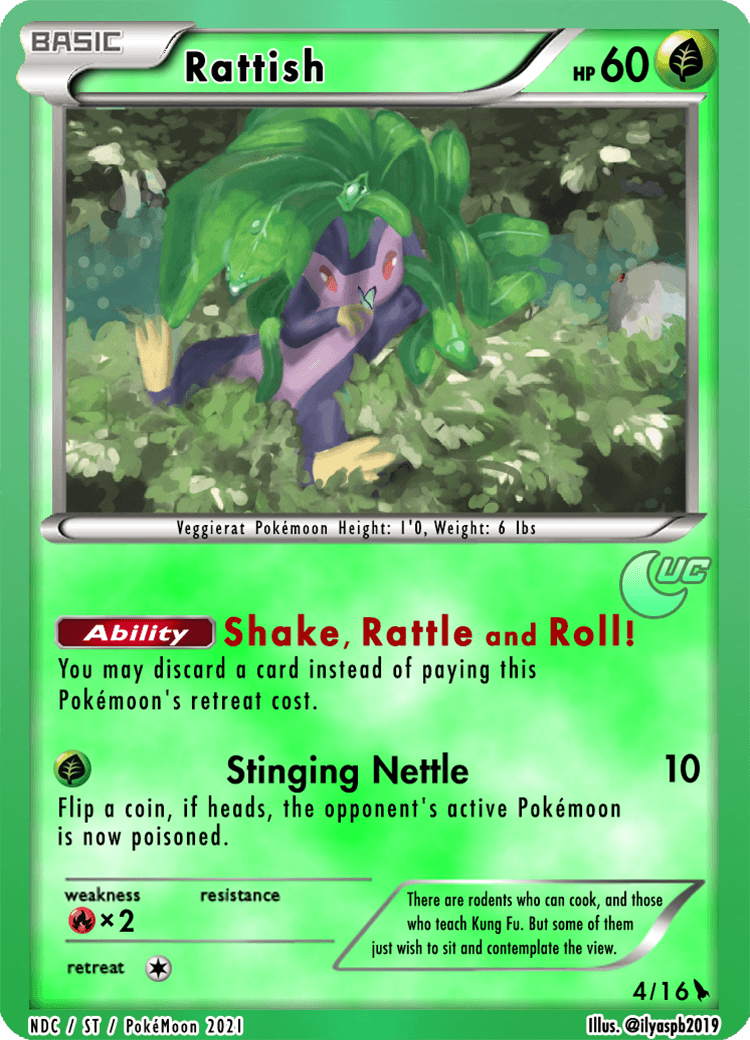 BASIC
Rattish
HP 60
Veggierat Pokémoon Height: 1'0, Weight: 6 lbs
UC
Ability Shake, Rattle and Roll!
You may discard a card instead of paying this
Pokémoon's retreat cost.
Stinging Nettle 10
Flip a coin, if heads, the opponent's active Pokémoon
is now poisoned.
weakness resistance
×2
retreat
There are rodents who can cook, and those
who teach Kung Fu. But some of them
just wish to sit and contemplate the view.
4/16
NDC / ST / PokéMoon 2021
Illus. @ilyaspb2019